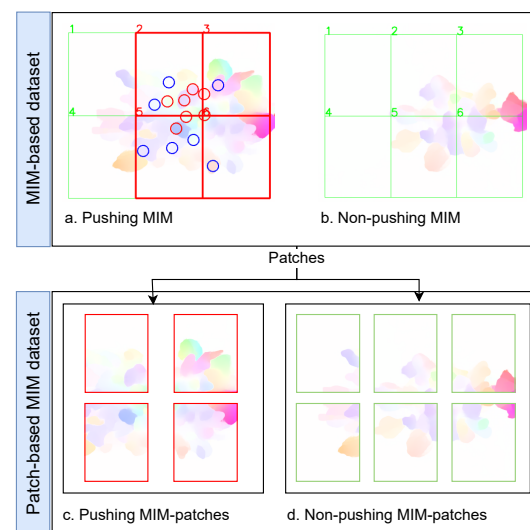 MIM-based dataset
1 2 3
4 5 6
a. Pushing MIM
1 2 3
4 5 6
b. Non-pushing MIM
Patches
Patch-based MIM dataset
c. Pushing MIM-patches
d. Non-pushing MIM-patches